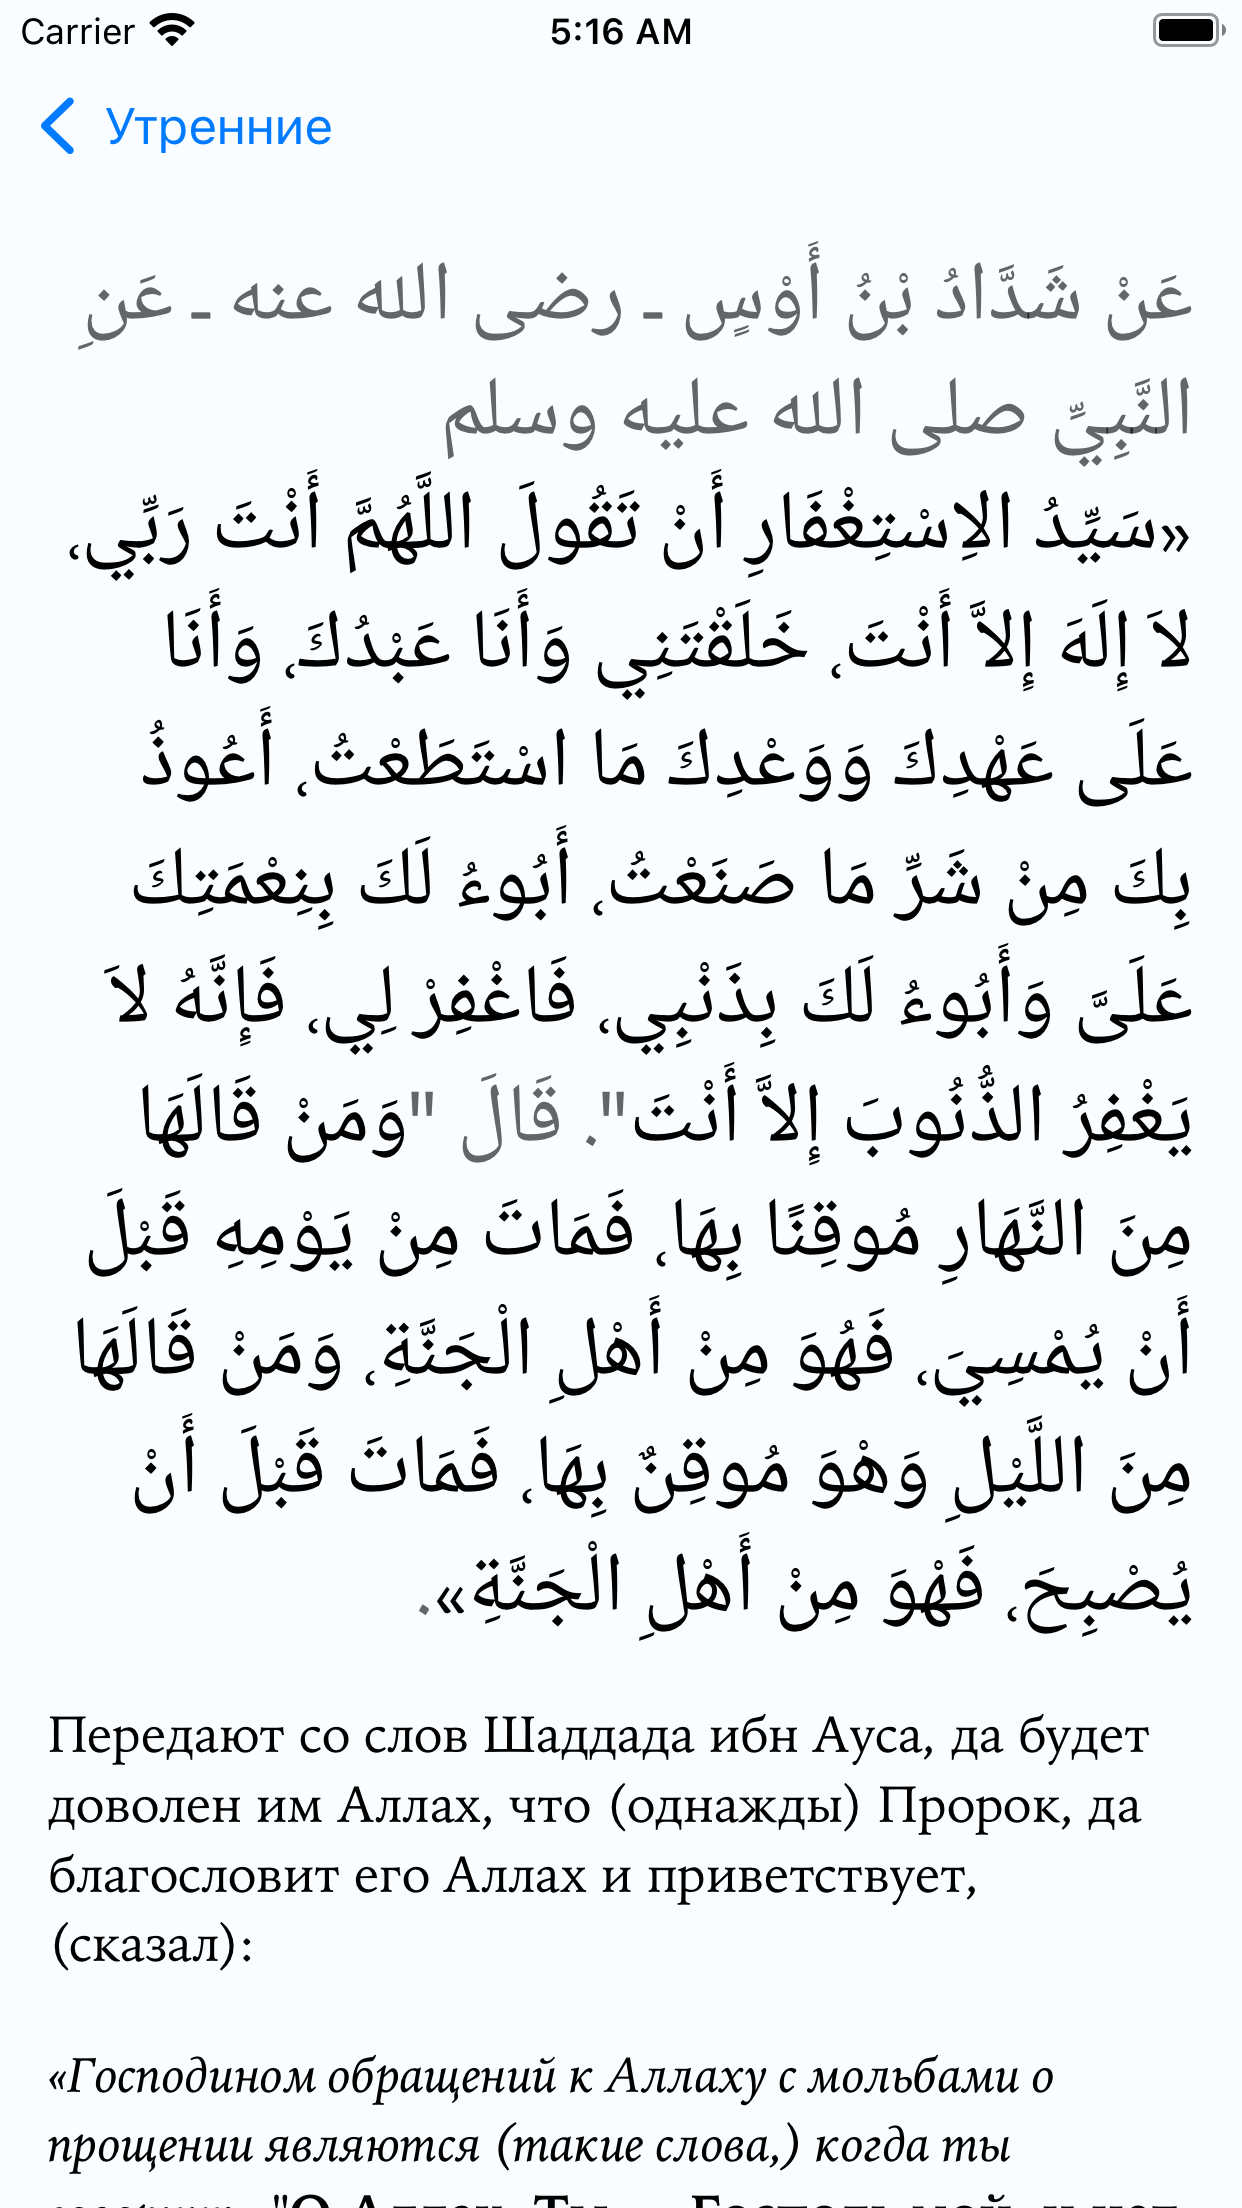 Carrier 5:16 AM
Утренние
عَنْ شَدَّادُ بْنُ أَوْسٍ ـ رضى الله عنه ـ عَنِ
النَّبِيِّ صلى الله عليه وسلم
«سَيِّدُ الاِسْتِغْفَارِ أَنْ تَقُولَ اللَّهُمَّ أَنْتَ رَبِّي،
لاَ إِلَهَ إِلاَّ أَنْتَ، خَلَقْتَنِي وَأَنَا عَبْدُكَ، وَأَنَا
عَلَى عَهْدِكَ وَوَعْدِكَ مَا اسْتَطَعْتُ، أَعُوذُ
بِكَ مِنْ شَرِّ مَا صَنَعْتُ، أَبُوءُ لَكَ بِنِعْمَتِكَ
عَلَىَّ وَأَبُوءُ لَكَ بِذَنْبِي، فَاغْفِرْ لِي، فَإِنَّهُ لاَ
يَغْفِرُ الذُّنُوبَ إِلاَّ أَنْتَ". قَالَ "وَمَنْ قَالَهَا
مِنَ النَّهَارِ مُوقِنًا بِهَا، فَمَاتَ مِنْ يَوْمِهِ قَبْلَ
أَنْ يُمْسِيَ، فَهُوَ مِنْ أَهْلِ الْجَنَّةِ، وَمَنْ قَالَهَا
مِنَ اللَّيْلِ وَهْوَ مُوقِنٌ بِهَا، فَمَاتَ قَبْلَ أَنْ
يُصْبِحَ، فَهْوَ مِنْ أَهْلِ الْجَنَّةِ».
Передают со слов Шаддада ибн Ауса, да будет
доволен им Аллах, что (однажды) Пророк, да
благословит его Аллах и приветствует,
(сказал):
«Господином обращений к Аллаху с мольбами о
прощении являются (такие слова,) когда ты